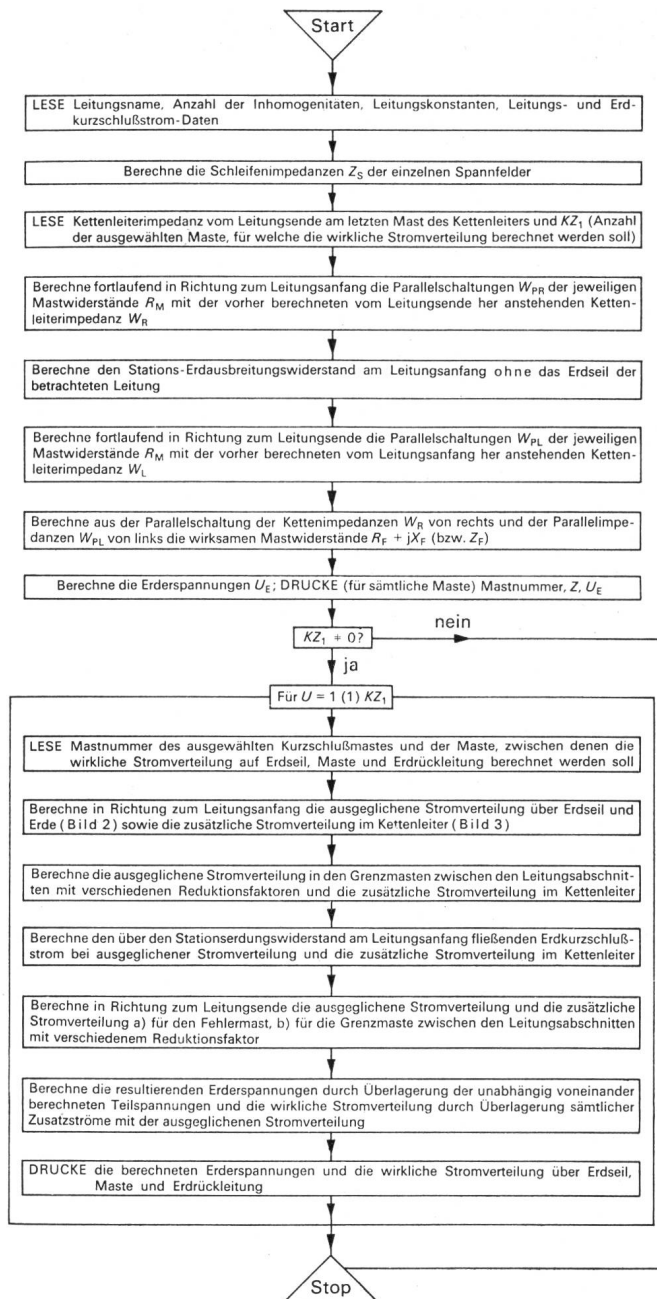 Start
LESE Leitungsname, Anzahl der Inhomogenitäten, Leitungskonstanten, Leitungs- und Erd-
kurzschlußstrom-Daten
Berechne die Schleifenimpedanzen Z_S der einzelnen Spannfelder
LESE Kettenleiterimpedanz vom Leitungsende am letzten Mast des Kettenleiters und KZ_1 (Anzahl
der ausgewählten Maste, für welche die wirkliche Stromverteilung berechnet werden soll)
Berechne fortlaufend in Richtung zum Leitungsanfang die Parallelschaltungen W_PR der jeweiligen
Mastwiderstände R_M mit der vorher berechneten vom Leitungsende her anstehenden Ketten-
leiterimpedanz W_R
Berechne den Stations-Erdausbreitungswiderstand am Leitungsanfang ohne das Erdseil der
betrachteten Leitung
Berechne fortlaufend in Richtung zum Leitungsende die Parallelschaltungen W_PL der jeweiligen
Mastwiderstände R_M mit der vorher berechneten vom Leitungsanfang her anstehenden Ketten-
leiterimpedanz W_L
Berechne aus der Parallelschaltung der Kettenimpedanzen W_R von rechts und der Parallelimpe-
danzen W_PL von links die wirksamen Mastwiderstände R_F + jX_F (bzw. Z_F)
Berechne die Erderspannungen U_E; DRUCKE (für sämtliche Maste) Mastnummer, Z, U_E
nein
KZ_1 ≠ 0?
ja
Für U = 1 (1) KZ_1
LESE Mastnummer des ausgewählten Kurzschlußmastes und der Maste, zwischen denen die
wirkliche Stromverteilung auf Erdseil, Maste und Erdrückleitung berechnet werden soll
Berechne in Richtung zum Leitungsanfang die ausgeglichene Stromverteilung über Erdseil und
Erde (Bild 2) sowie die zusätzliche Stromverteilung im Kettenleiter (Bild 3)
Berechne die ausgeglichene Stromverteilung in den Grenzmasten zwischen den Leitungsabschnit-
ten mit verschiedenen Reduktionsfaktoren und die zusätzliche Stromverteilung im Kettenleiter
Berechne den über den Stationserdungswiderstand am Leitungsanfang fließenden Erdkurzschluß-
strom bei ausgeglichener Stromverteilung und die zusätzliche Stromverteilung im Kettenleiter
Berechne in Richtung zum Leitungsende die ausgeglichene Stromverteilung und die zusätzliche
Stromverteilung a) für den Fehlermast, b) für die Grenzmaste zwischen den Leitungsabschnitten
mit verschiedenem Reduktionsfaktor
Berechne die resultierenden Erderspannungen durch Überlagerung der unabhängig voneinander
berechneten Teilspannungen und die wirkliche Stromverteilung durch Überlagerung sämtlicher
Zusatzströme mit der ausgeglichenen Stromverteilung
DRUCKE die berechneten Erderspannungen und die wirkliche Stromverteilung über Erdseil,
Maste und Erdrückleitung
Stop